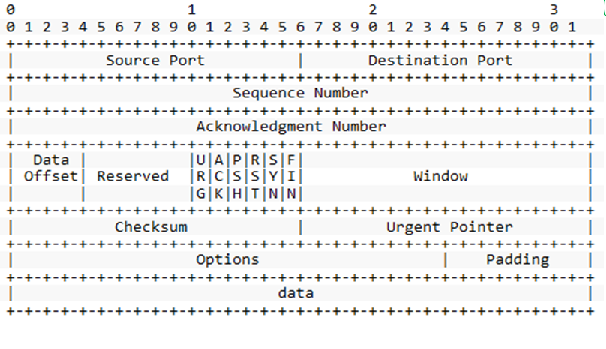 0                   1                   2                   3
0 1 2 3 4 5 6 7 8 9 0 1 2 3 4 5 6 7 8 9 0 1 2 3 4 5 6 7 8 9 0 1
+-+-+-+-+-+-+-+-+-+-+-+-+-+-+-+-+-+-+-+-+-+-+-+-+-+-+-+-+-+-+-+-+
|          Source Port          |       Destination Port        |
+-+-+-+-+-+-+-+-+-+-+-+-+-+-+-+-+-+-+-+-+-+-+-+-+-+-+-+-+-+-+-+-+
|                        Sequence Number                        |
+-+-+-+-+-+-+-+-+-+-+-+-+-+-+-+-+-+-+-+-+-+-+-+-+-+-+-+-+-+-+-+-+
|                    Acknowledgment Number                      |
+-+-+-+-+-+-+-+-+-+-+-+-+-+-+-+-+-+-+-+-+-+-+-+-+-+-+-+-+-+-+-+-+
|  Data |           |U|A|P|R|S|F|                               |
| Offset| Reserved  |R|C|S|S|Y|I|            Window             |
|       |           |G|K|H|T|N|N|                               |
+-+-+-+-+-+-+-+-+-+-+-+-+-+-+-+-+-+-+-+-+-+-+-+-+-+-+-+-+-+-+-+-+
|           Checksum            |         Urgent Pointer        |
+-+-+-+-+-+-+-+-+-+-+-+-+-+-+-+-+-+-+-+-+-+-+-+-+-+-+-+-+-+-+-+-+
|                    Options                    |    Padding    |
+-+-+-+-+-+-+-+-+-+-+-+-+-+-+-+-+-+-+-+-+-+-+-+-+-+-+-+-+-+-+-+-+
|                             data                              |
+-+-+-+-+-+-+-+-+-+-+-+-+-+-+-+-+-+-+-+-+-+-+-+-+-+-+-+-+-+-+-+-+